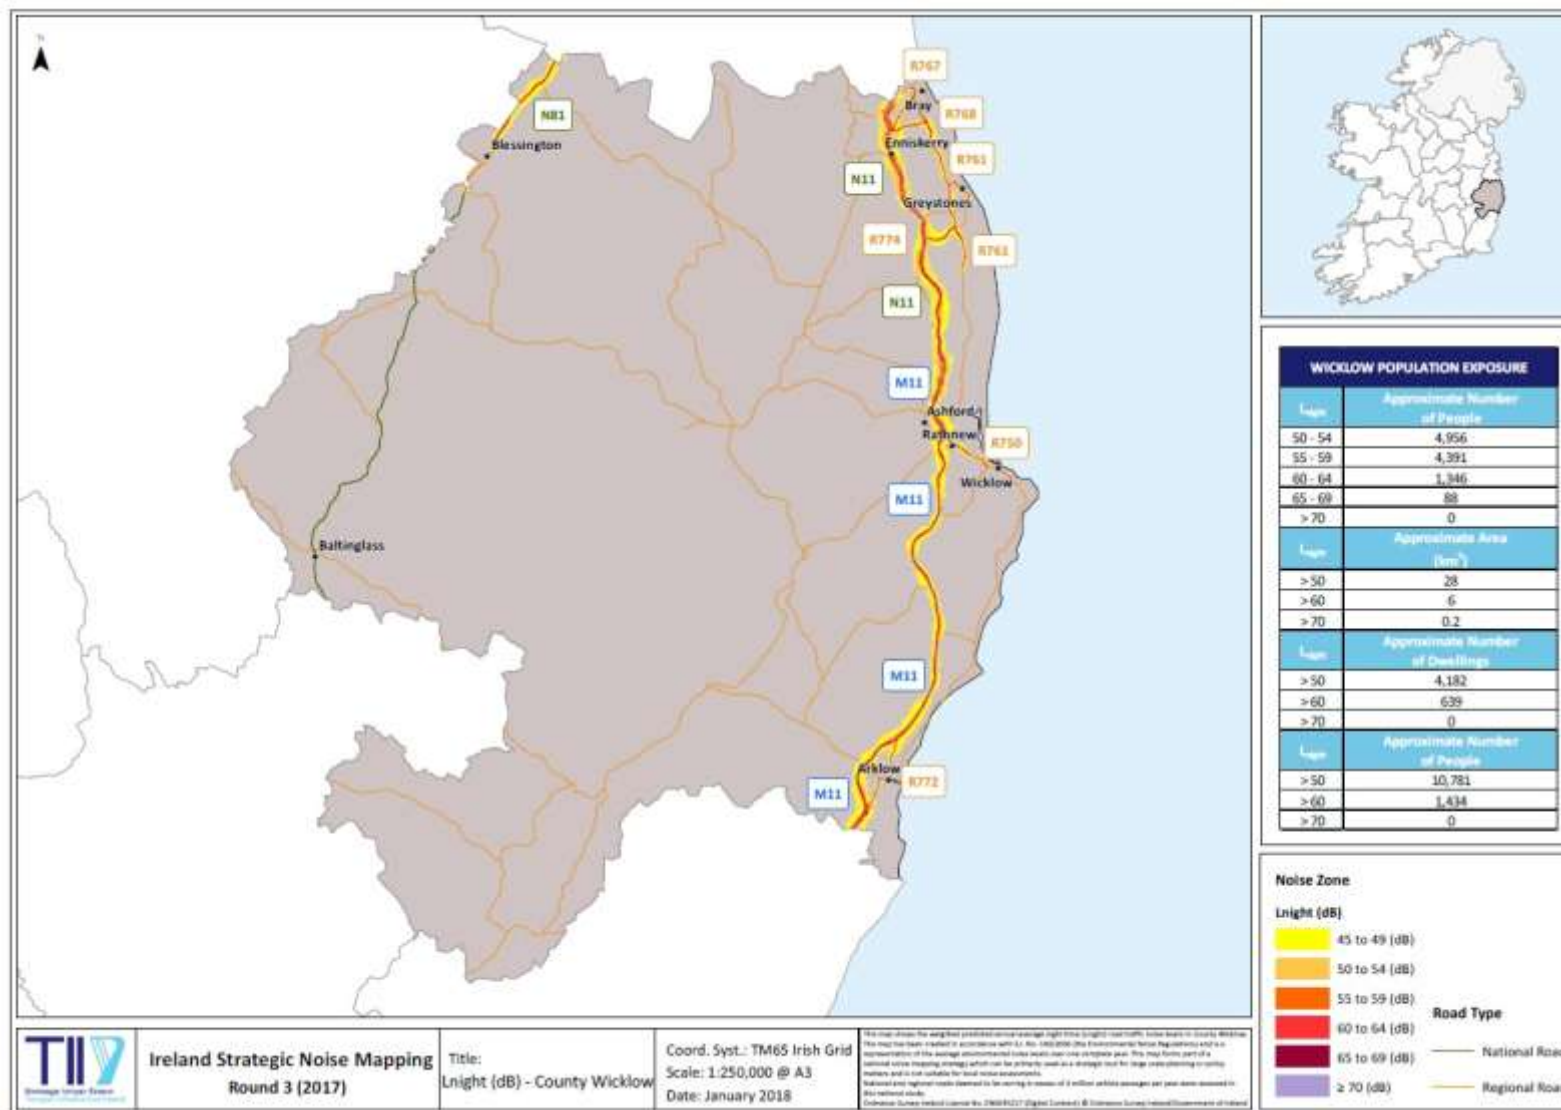 N
R767
Bray
N81
R768
Blessington
Enniskerry
R761
N11
Greystones
R774
R761
N11
M11
Ashford
Rathnew
R750
Wicklow
M11
Baltinglass
M11
Arklow
M11
R772
WICKLOW POPULATION EXPOSURE
Lnight Approximate Number
of People
50 - 54 4,956
55 - 59 4,391
60 - 64 1,346
65 - 69 88
> 70 0
Lnight Approximate Area
(km²)
> 50 28
> 60 6
> 70 0.2
Lnight Approximate Number
of Dwellings
> 50 4,182
> 60 639
> 70 0
Lnight Approximate Number
of People
> 50 10,781
> 60 1,434
> 70 0
Noise Zone
Lnight (dB)
45 to 49 (dB)
50 to 54 (dB)
55 to 59 (dB)
60 to 64 (dB)
65 to 69 (dB)
≥ 70 (dB)
Road Type
National Road
Regional Road
TII
Ireland Strategic Noise Mapping
Round 3 (2017)
Title:
Lnight (dB) - County Wicklow
Coord. Syst.: TM65 Irish Grid
Scale: 1:250,000 @ A3
Date: January 2018